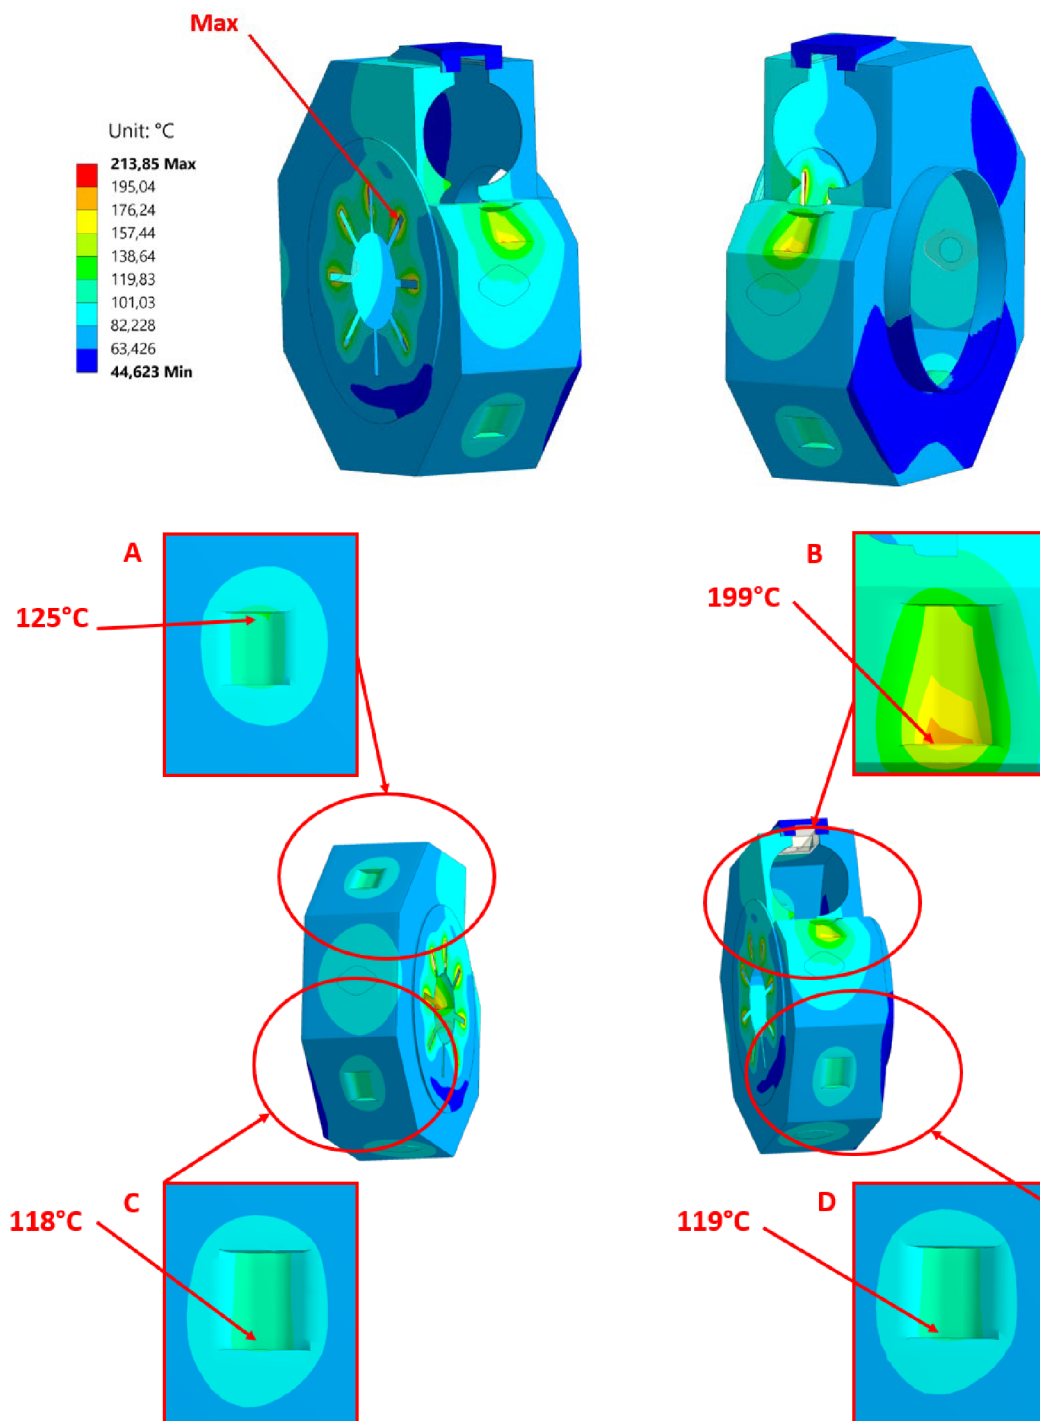 Max
Unit: °C
213,85 Max
195,04
176,24
157,44
138,64
119,83
101,03
82,228
63,426
44,623 Min
A
125°C
B
199°C
C
118°C
D
119°C